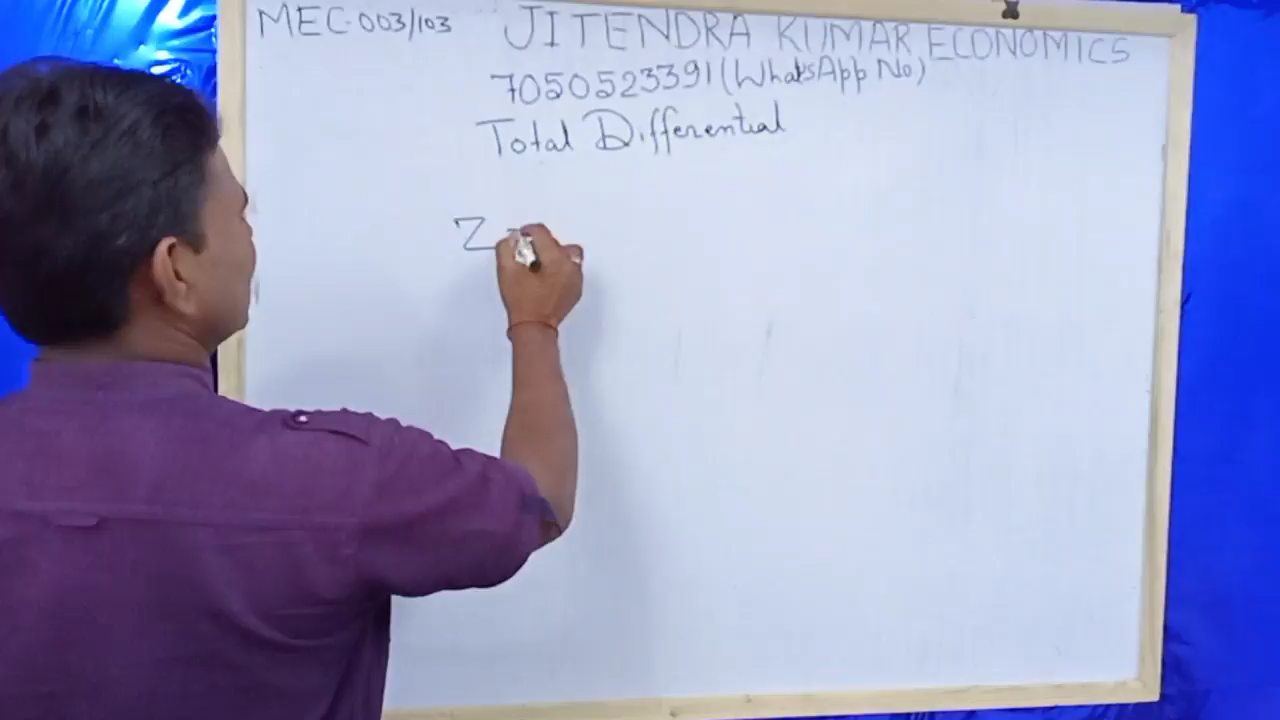 MEC-003/103 JITENDRA KUMAR ECONOMICS
7050523391 (WhatsApp No)
Total Differential
Z =